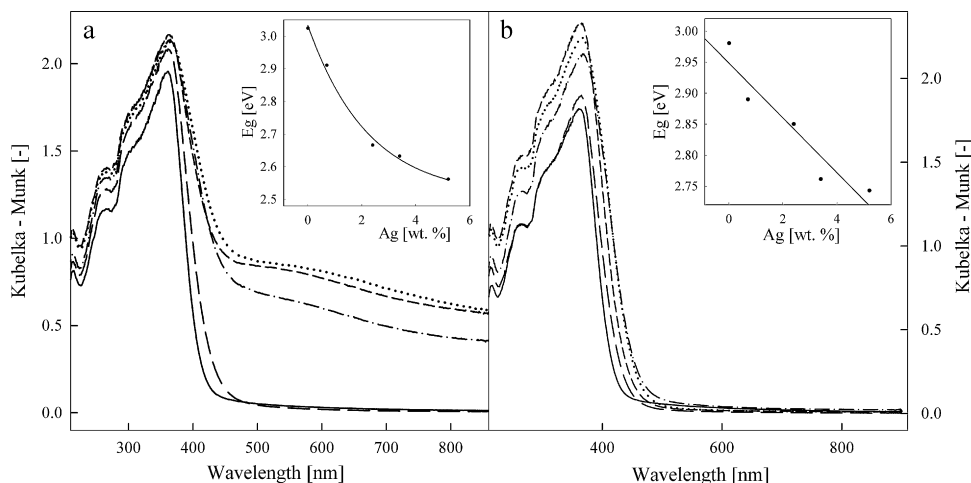 a
2.0
1.5
1.0
0.5
0.0
Kubelka - Munk [-]
300 400 500 600 700 800
Wavelength [nm]
3.0
2.9
2.8
2.7
2.6
2.5
Eg [eV]
0 2 4 6
Ag [wt. %]
b
3.00
2.95
2.90
2.85
2.80
2.75
Eg [eV]
0 2 4 6
Ag [wt. %]
400 600 800
Wavelength [nm]
2.0
1.5
1.0
0.5
0.0
Kubelka - Munk [-]